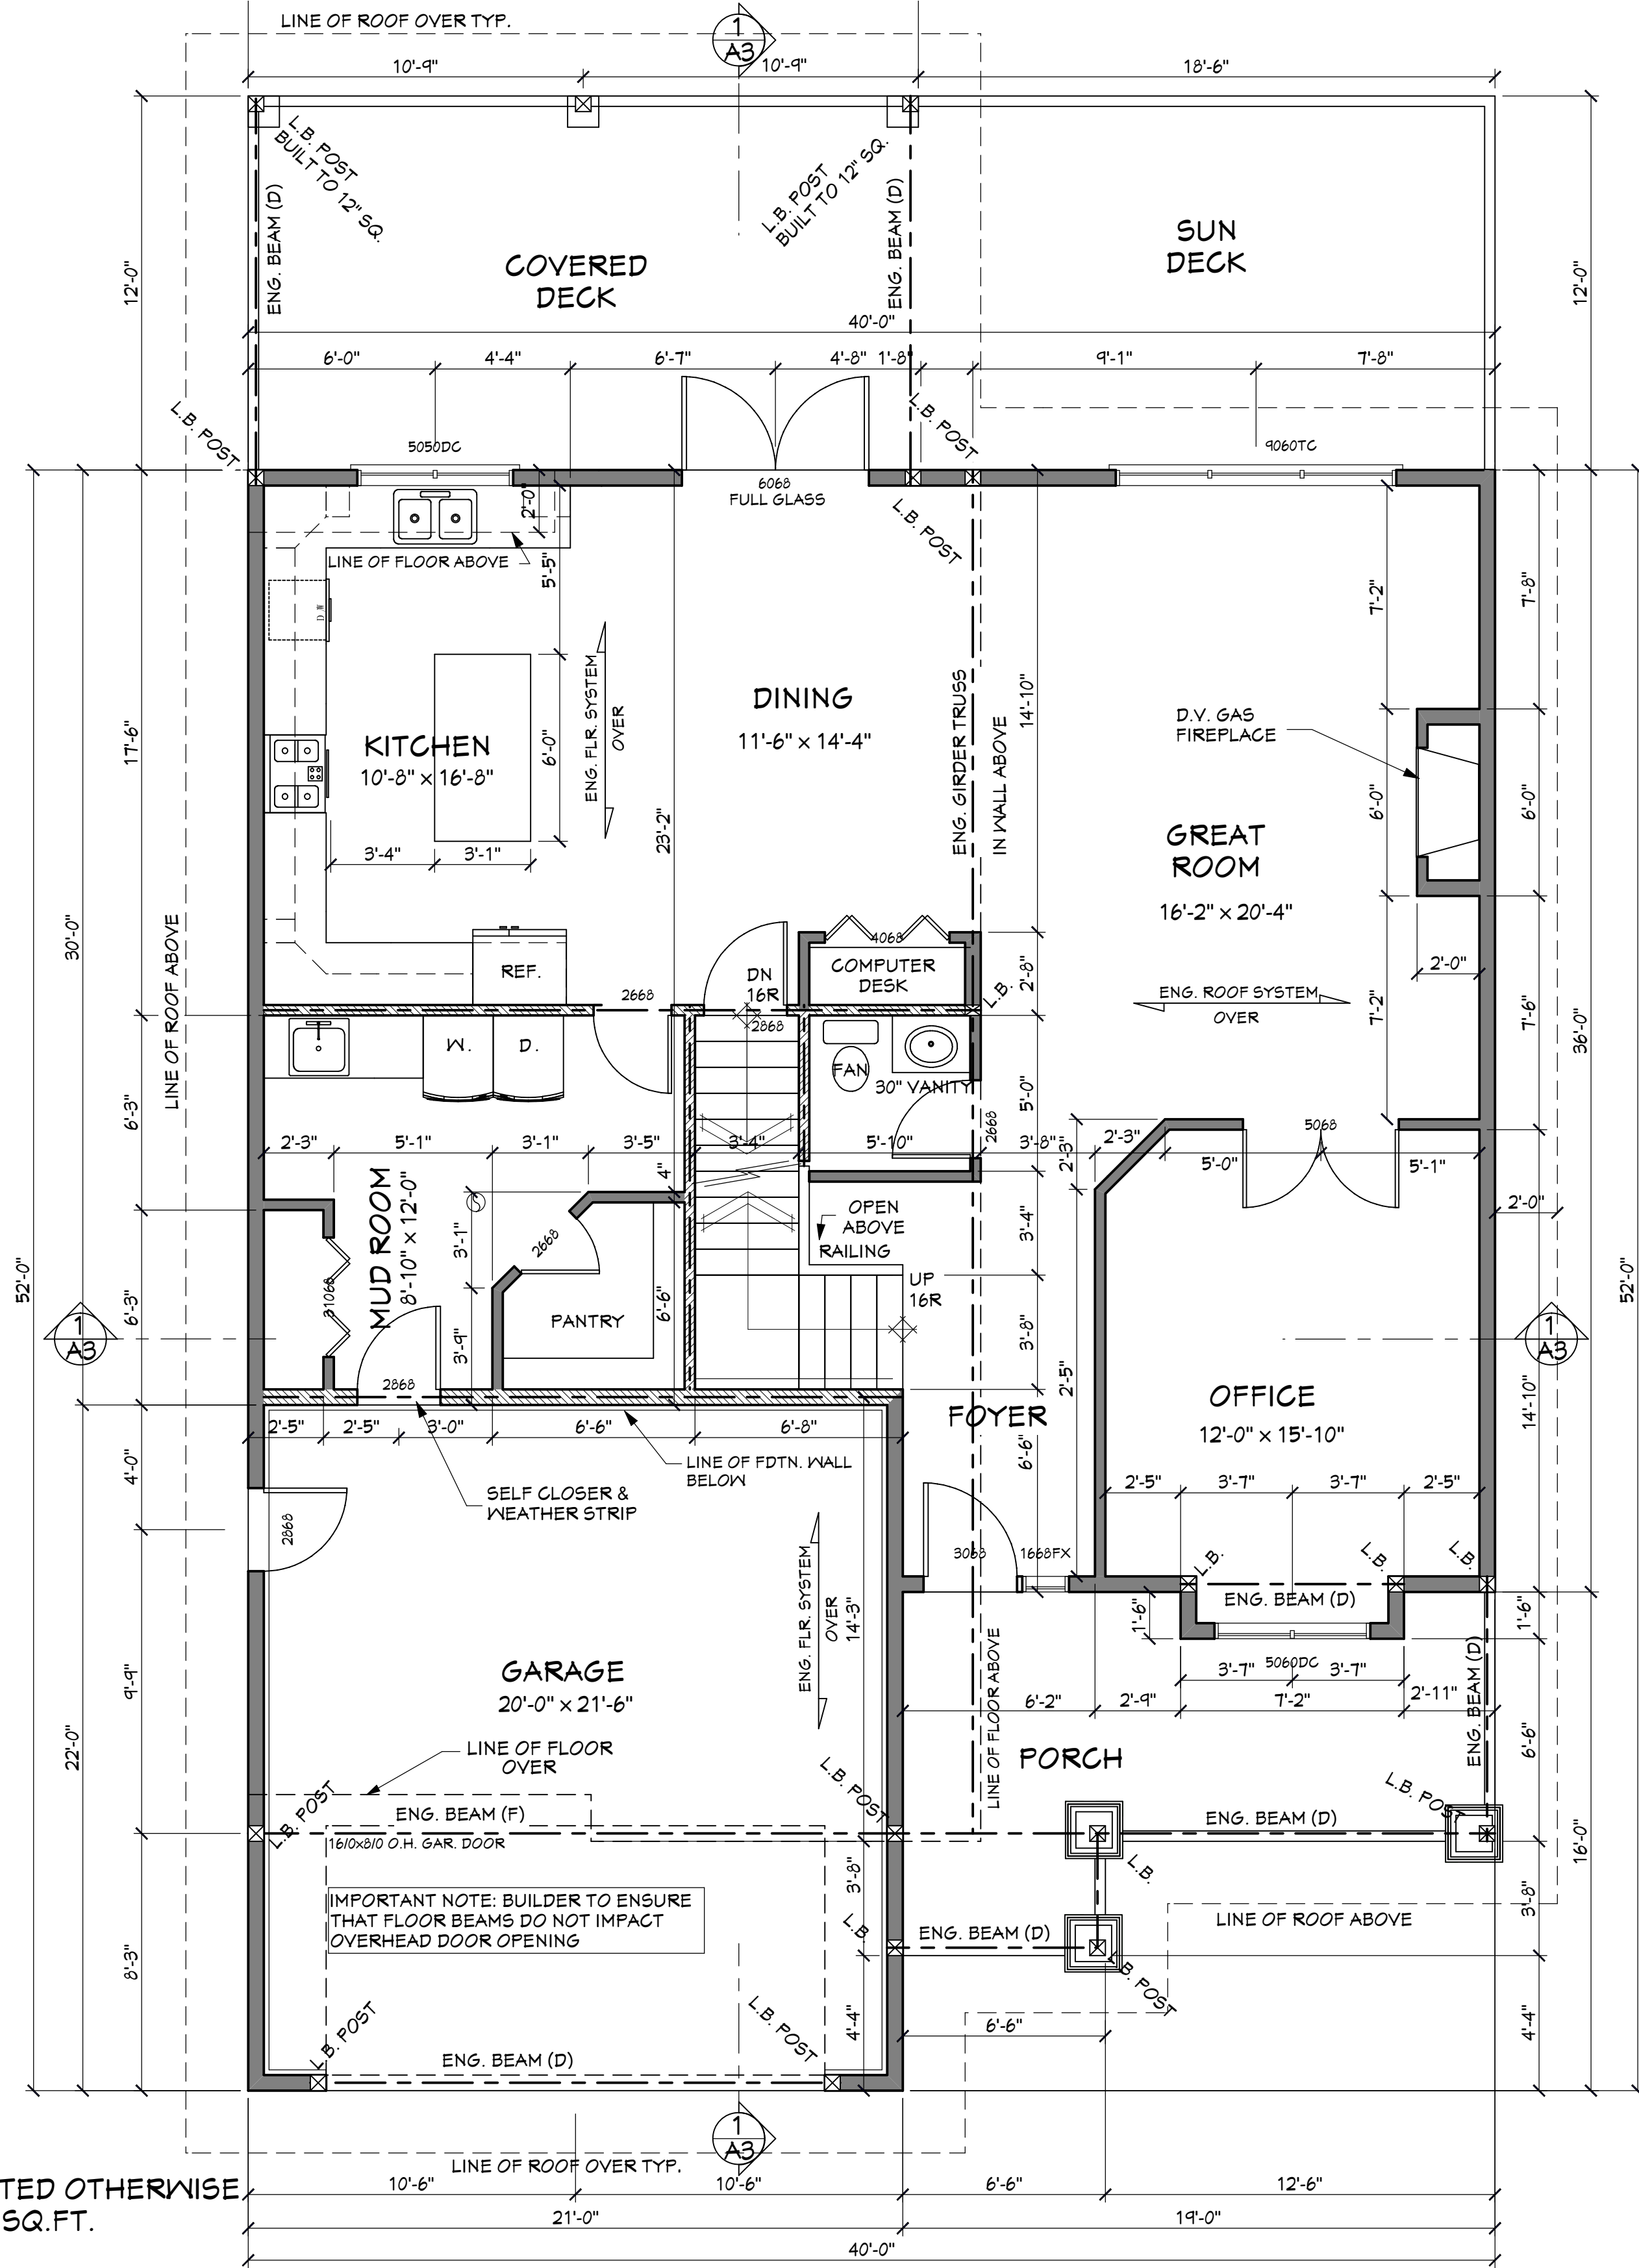 LINE OF ROOF OVER TYP.
1
A3
10'-9"
10'-9"
18'-6"
L.B. POST
BUILT TO 12" SQ.
L.B. POST
BUILT TO 12" SQ.
ENG. BEAM (D)
ENG. BEAM (D)
12'-0"
12'-0"
COVERED
DECK
SUN
DECK
40'-0"
6'-0"
4'-4"
6'-7"
4'-8"
1'-8"
9'-1"
7'-8"
L.B. POST
L.B. POST
5050DC
9060TC
6068
FULL GLASS
2'-0"
L.B. POST
LINE OF FLOOR ABOVE
5'-5"
D.W.
7'-2"
7'-8"
ENG. FLR. SYSTEM
OVER
DINING
11'-6" x 14'-4"
14'-10"
ENG. GIRDER TRUSS
IN WALL ABOVE
D.V. GAS
FIREPLACE
KITCHEN
10'-8" x 16'-8"
6'-0"
17'-6"
23'-2"
6'-0"
6'-0"
GREAT
ROOM
16'-2" x 20'-4"
3'-4"
3'-1"
30'-0"
LINE OF ROOF ABOVE
REF.
DN
16R
4068
COMPUTER
DESK
2'-8"
L.B.
2'-0"
ENG. ROOF SYSTEM
OVER
7'-2"
7'-6"
36'-0"
2668
2868
W.
D.
FAN
30" VANITY
5'-0"
2668
6'-3"
2'-3"
5'-1"
3'-1"
3'-5"
3'-4"
5'-10"
3'-8"
2'-3"
2'-3"
5068
5'-0"
5'-1"
2'-0"
4"
MUD ROOM
8'-10" x 12'-0"
3'-1"
2668
OPEN
ABOVE
RAILING
3'-4"
UP
16R
31068
PANTRY
6'-6"
6'-3"
3'-9"
3'-8"
52'-0"
52'-0"
1
A3
1
A3
2868
2'-5"
OFFICE
12'-0" x 15'-10"
14'-10"
FOYER
2'-5"
2'-5"
3'-0"
6'-6"
6'-8"
6'-6"
4'-0"
LINE OF FDTN. WALL
BELOW
SELF CLOSER &
WEATHER STRIP
2'-5"
3'-7"
3'-7"
2'-5"
2868
3068
1668FX
L.B.
L.B.
L.B.
ENG. BEAM (D)
1'-6"
1'-6"
ENG. FLR. SYSTEM
OVER
14'-3"
LINE OF FLOOR ABOVE
GARAGE
20'-0" x 21'-6"
9'-9"
3'-7"
5060DC
3'-7"
6'-2"
2'-9"
7'-2"
2'-11"
ENG. BEAM (D)
6'-6"
22'-0"
LINE OF FLOOR
OVER
PORCH
L.B. POST
L.B. POST
L.B. POST
ENG. BEAM (F)
16/0x8/0 O.H. GAR. DOOR
ENG. BEAM (D)
L.B.
16'-0"
3'-8"
3'-8"
IMPORTANT NOTE: BUILDER TO ENSURE
THAT FLOOR BEAMS DO NOT IMPACT
OVERHEAD DOOR OPENING
L.B.
ENG. BEAM (D)
LINE OF ROOF ABOVE
8'-3"
L.B. POST
L.B. POST
L.B. POST
4'-4"
6'-6"
4'-4"
ENG. BEAM (D)
1
A3
LINE OF ROOF OVER TYP.
TED OTHERWISE
SQ.FT.
10'-6"
10'-6"
6'-6"
12'-6"
21'-0"
19'-0"
40'-0"